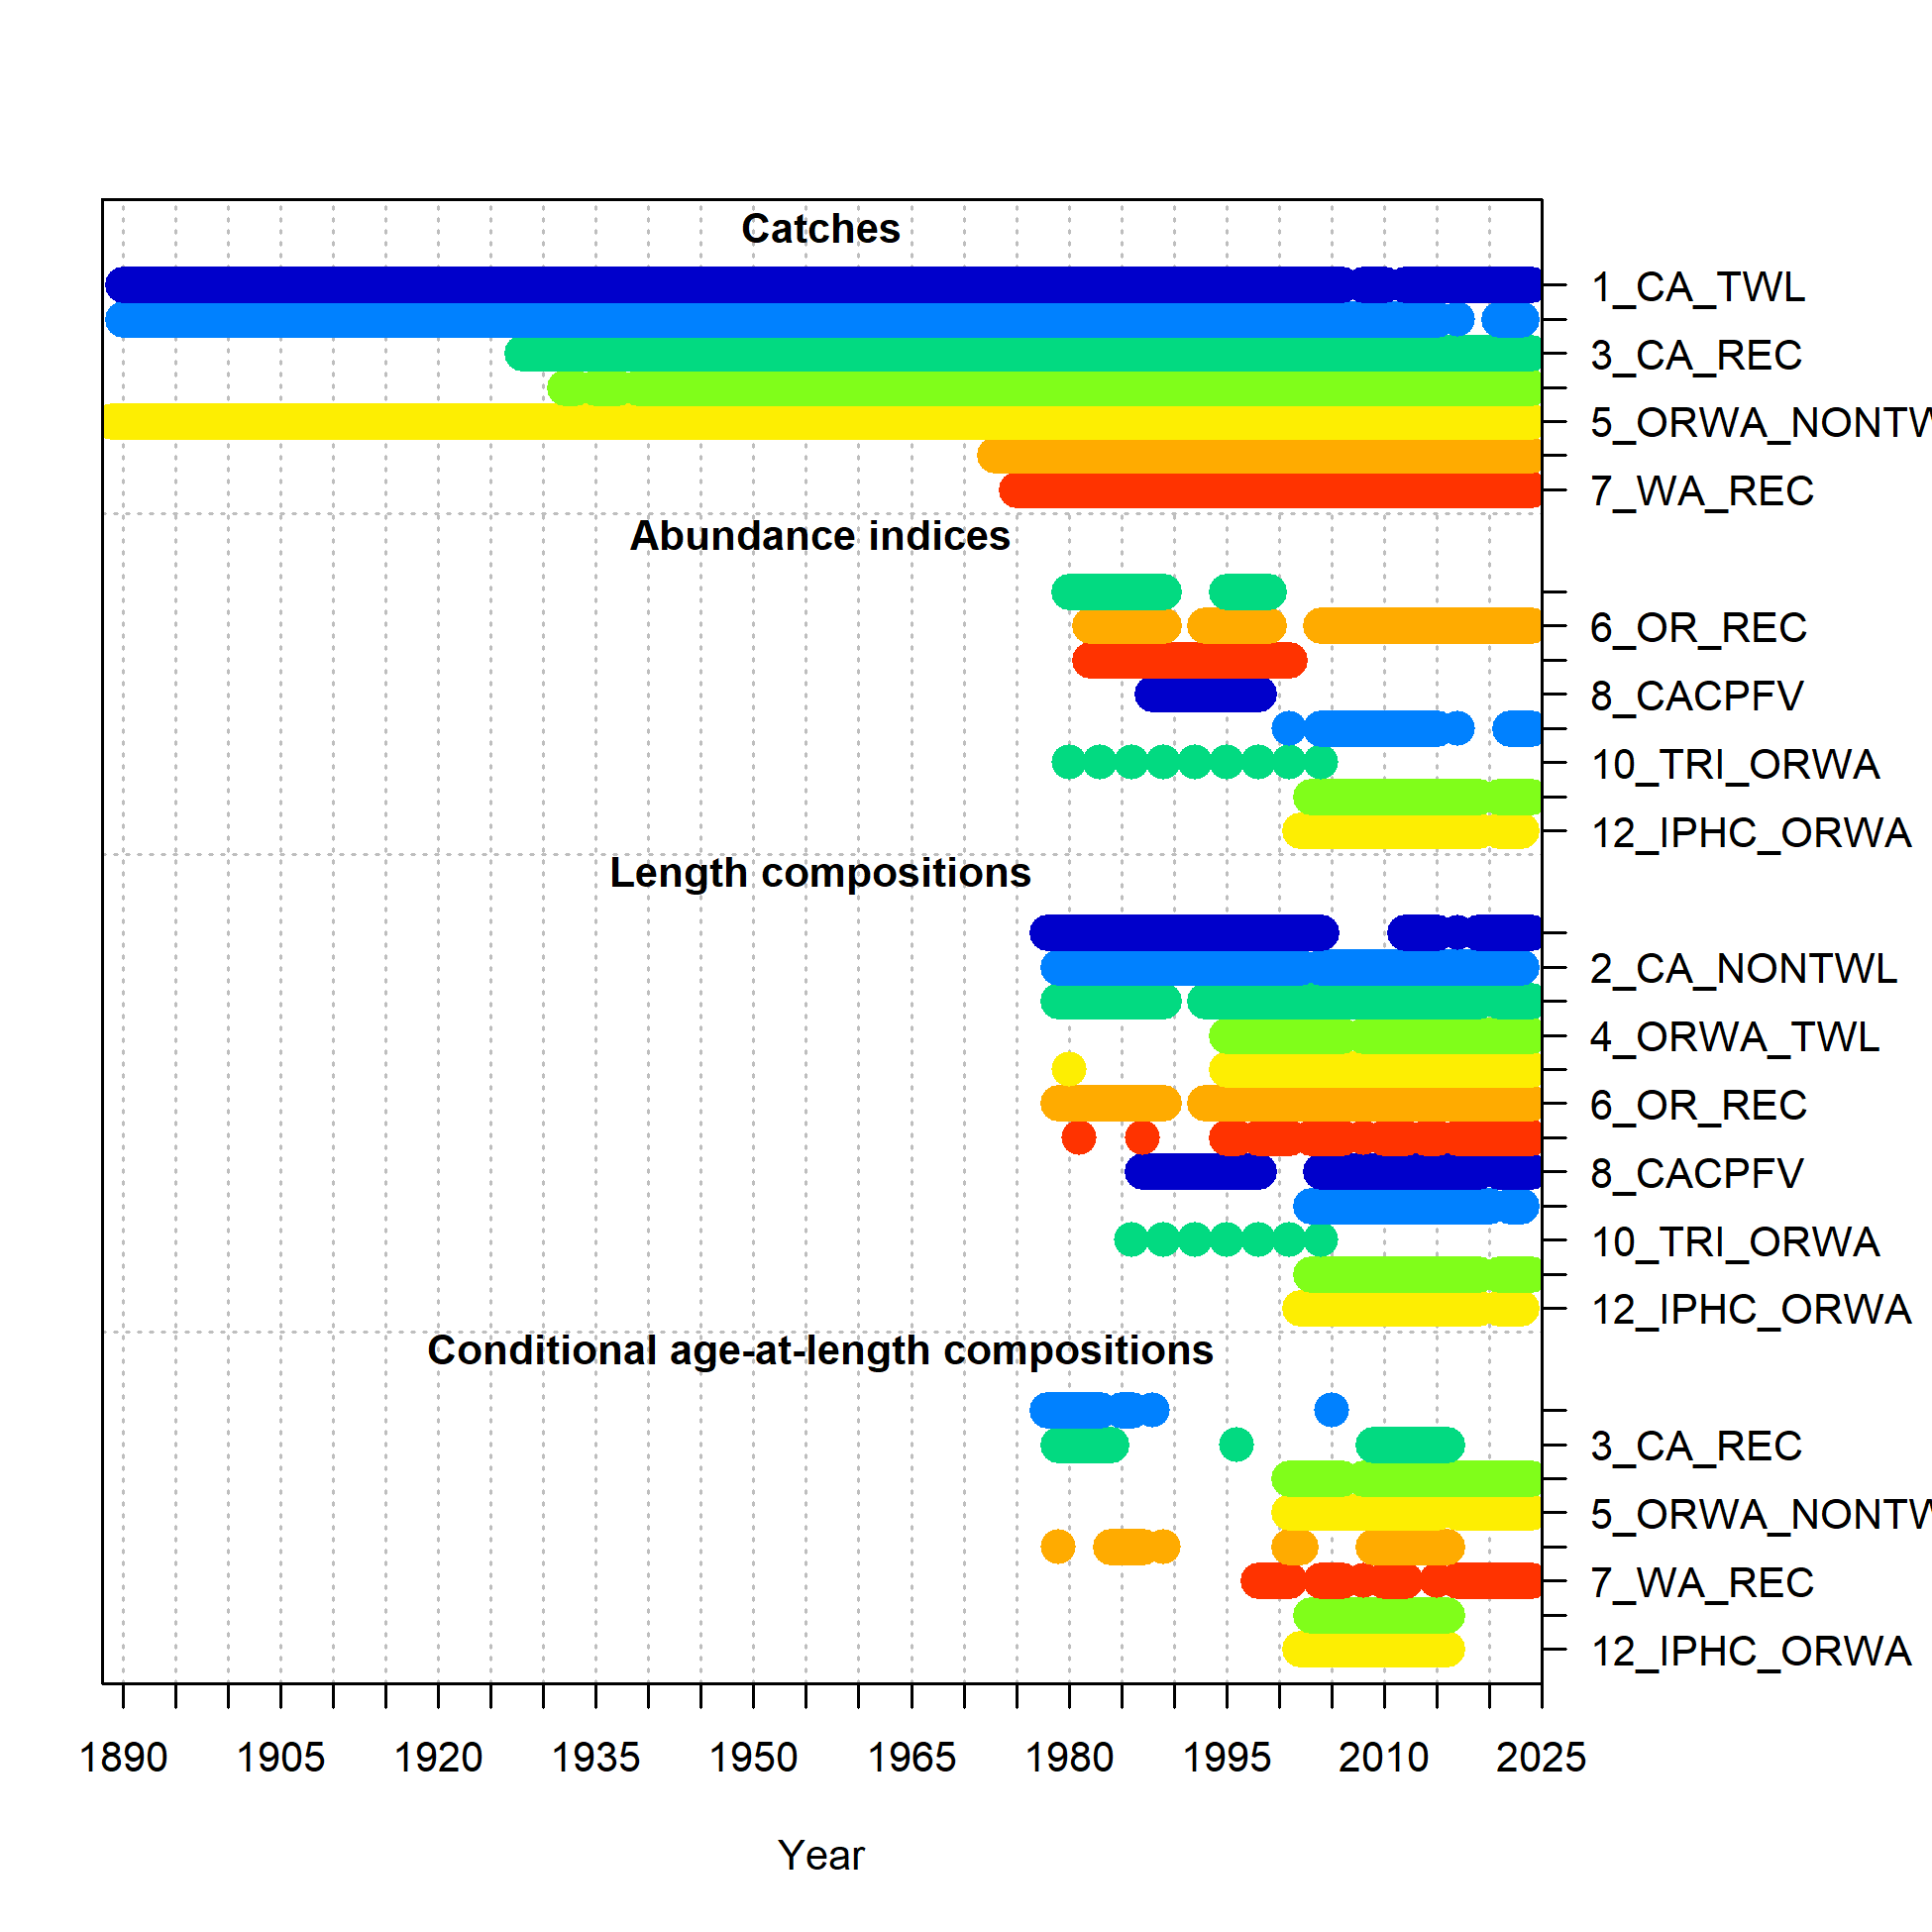 Catches
1_CA_TWL
3_CA_REC
5_ORWA_NONTW
7_WA_REC
Abundance indices
6_OR_REC
8_CACPFV
10_TRI_ORWA
12_IPHC_ORWA
Length compositions
2_CA_NONTWL
4_ORWA_TWL
6_OR_REC
8_CACPFV
10_TRI_ORWA
12_IPHC_ORWA
Conditional age-at-length compositions
3_CA_REC
5_ORWA_NONTW
7_WA_REC
12_IPHC_ORWA
1890 1905 1920 1935 1950 1965 1980 1995 2010 2025
Year